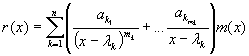 r(x) = \sum_{k=1}^{n} \left( \frac{a_{k_1}}{(x-\lambda_k)^{m_k}} + \dots \frac{a_{k_{m_k}}}{x-\lambda_k} \right) m(x)